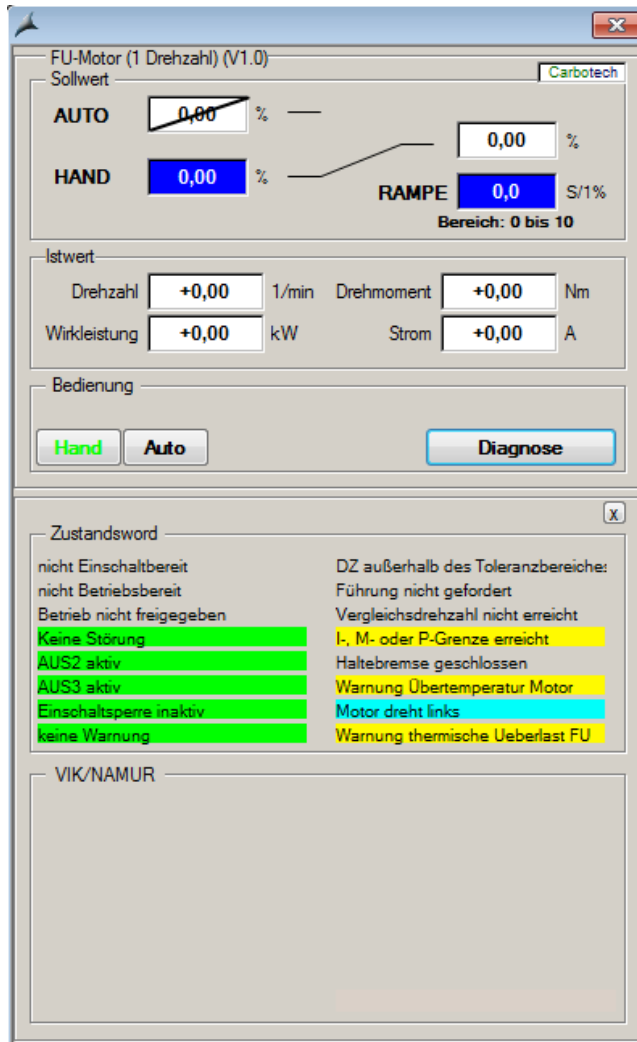 FU-Motor (1 Drehzahl) (V1.0)
Carbotech
Sollwert
AUTO 0,00 %
0,00 %
HAND 0,00 %
RAMPE 0,0 S/1%
Bereich: 0 bis 10
Istwert
Drehzahl +0,00 1/min Drehmoment +0,00 Nm
Wirkleistung +0,00 kW Strom +0,00 A
Bedienung
Hand Auto Diagnose
x
Zustandsword
nicht Einschaltbereit DZ außerhalb des Toleranzbereiches
nicht Betriebsbereit Führung nicht gefordert
Betrieb nicht freigegeben Vergleichsdrehzahl nicht erreicht
Keine Störung I-, M- oder P-Grenze erreicht
AUS2 aktiv Haltebremse geschlossen
AUS3 aktiv Warnung Übertemperatur Motor
Einschaltsperre inaktiv Motor dreht links
keine Warnung Warnung thermische Ueberlast FU
VIK/NAMUR